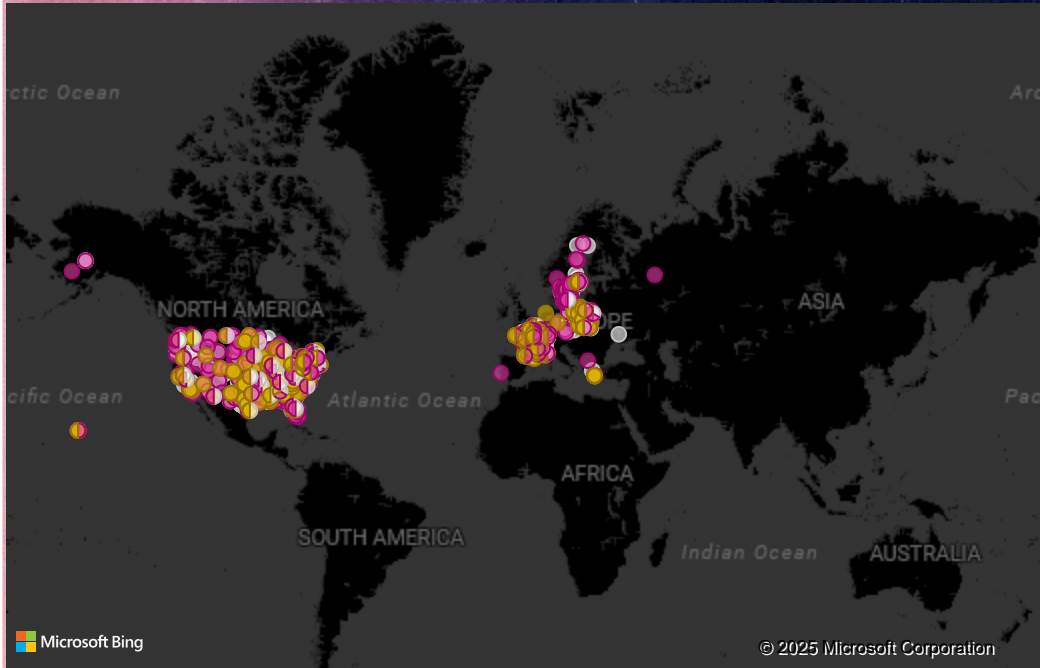 ctic Ocean
Arc
NORTH AMERICA
ASIA
OPE
cific Ocean
Atlantic Ocean
Pac
AFRICA
SOUTH AMERICA
Indian Ocean
AUSTRALIA
Microsoft Bing
© 2025 Microsoft Corporation